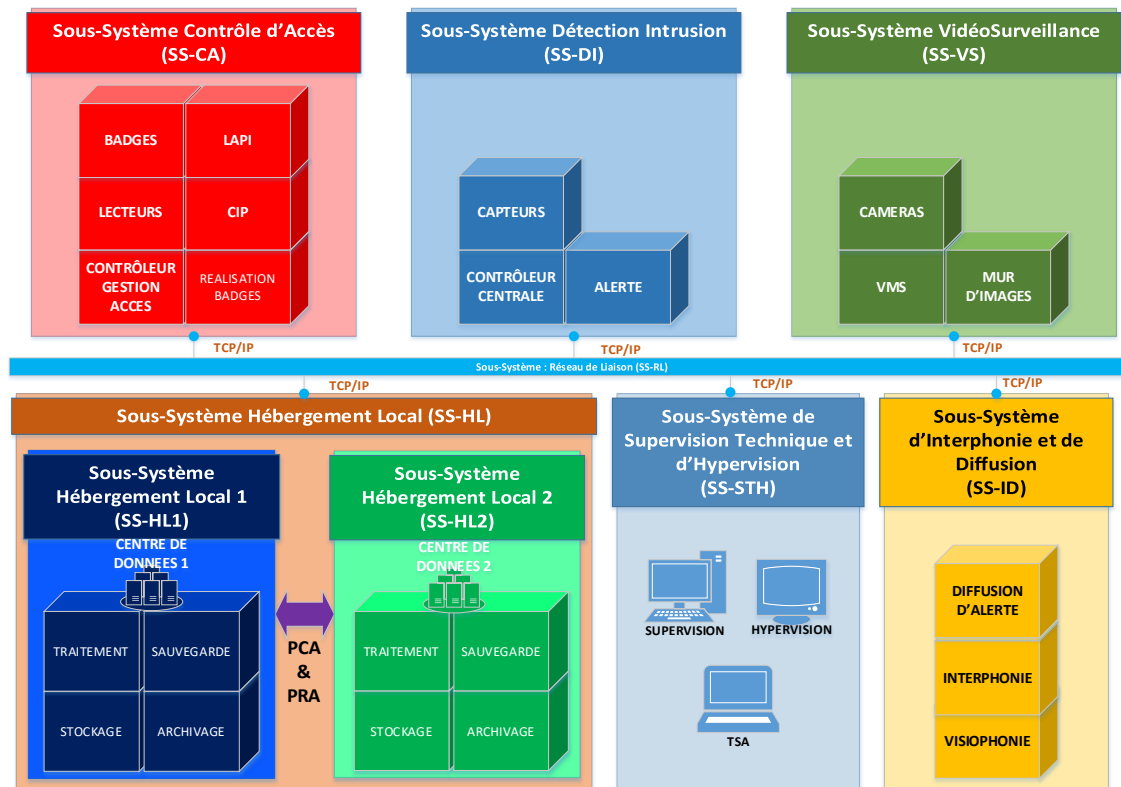 Sous-Système Contrôle d'Accès
(SS-CA)
Sous-Système Détection Intrusion
(SS-DI)
Sous-Système VidéoSurveillance
(SS-VS)
BADGES
LAPI
LECTEURS
CIP
CONTRÔLEUR
GESTION
ACCES
REALISATION
BADGES
CAPTEURS
CONTRÔLEUR
CENTRALE
ALERTE
CAMERAS
VMS
MUR
D'IMAGES
TCP/IP
TCP/IP
TCP/IP
Sous-Système : Réseau de Liaison (SS-RL)
TCP/IP
TCP/IP
TCP/IP
Sous-Système Hébergement Local (SS-HL)
Sous-Système
Hébergement Local 1
(SS-HL1)
CENTRE DE
DONNEES 1
TRAITEMENT
SAUVEGARDE
STOCKAGE
ARCHIVAGE
PCA
&
PRA
Sous-Système
Hébergement Local 2
(SS-HL2)
CENTRE DE
DONNEES 2
TRAITEMENT
SAUVEGARDE
STOCKAGE
ARCHIVAGE
Sous-Système de
Supervision Technique et
d'Hypervision
(SS-STH)
SUPERVISION
HYPERVISION
TSA
Sous-Système
d'Interphonie et de
Diffusion
(SS-ID)
DIFFUSION
D'ALERTE
INTERPHONIE
VISIOPHONIE